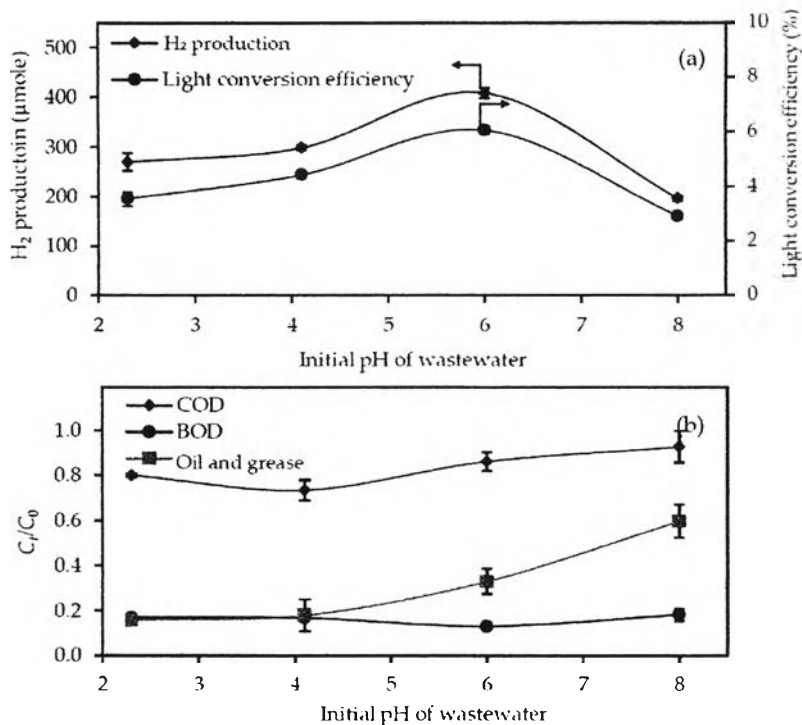 (a)
H₂ production
Light conversion efficiency
H₂ productoin (μmole)
500
400
300
200
100
0
10
8
6
4
2
0
Light conversion efficiency (%)
2 3 4 5 6 7 8
Initial pH of wastewater
(b)
COD
BOD
Oil and grease
Cₜ/C₀
1.0
0.8
0.6
0.4
0.2
0.0
2 3 4 5 6 7 8
Initial pH of wastewater